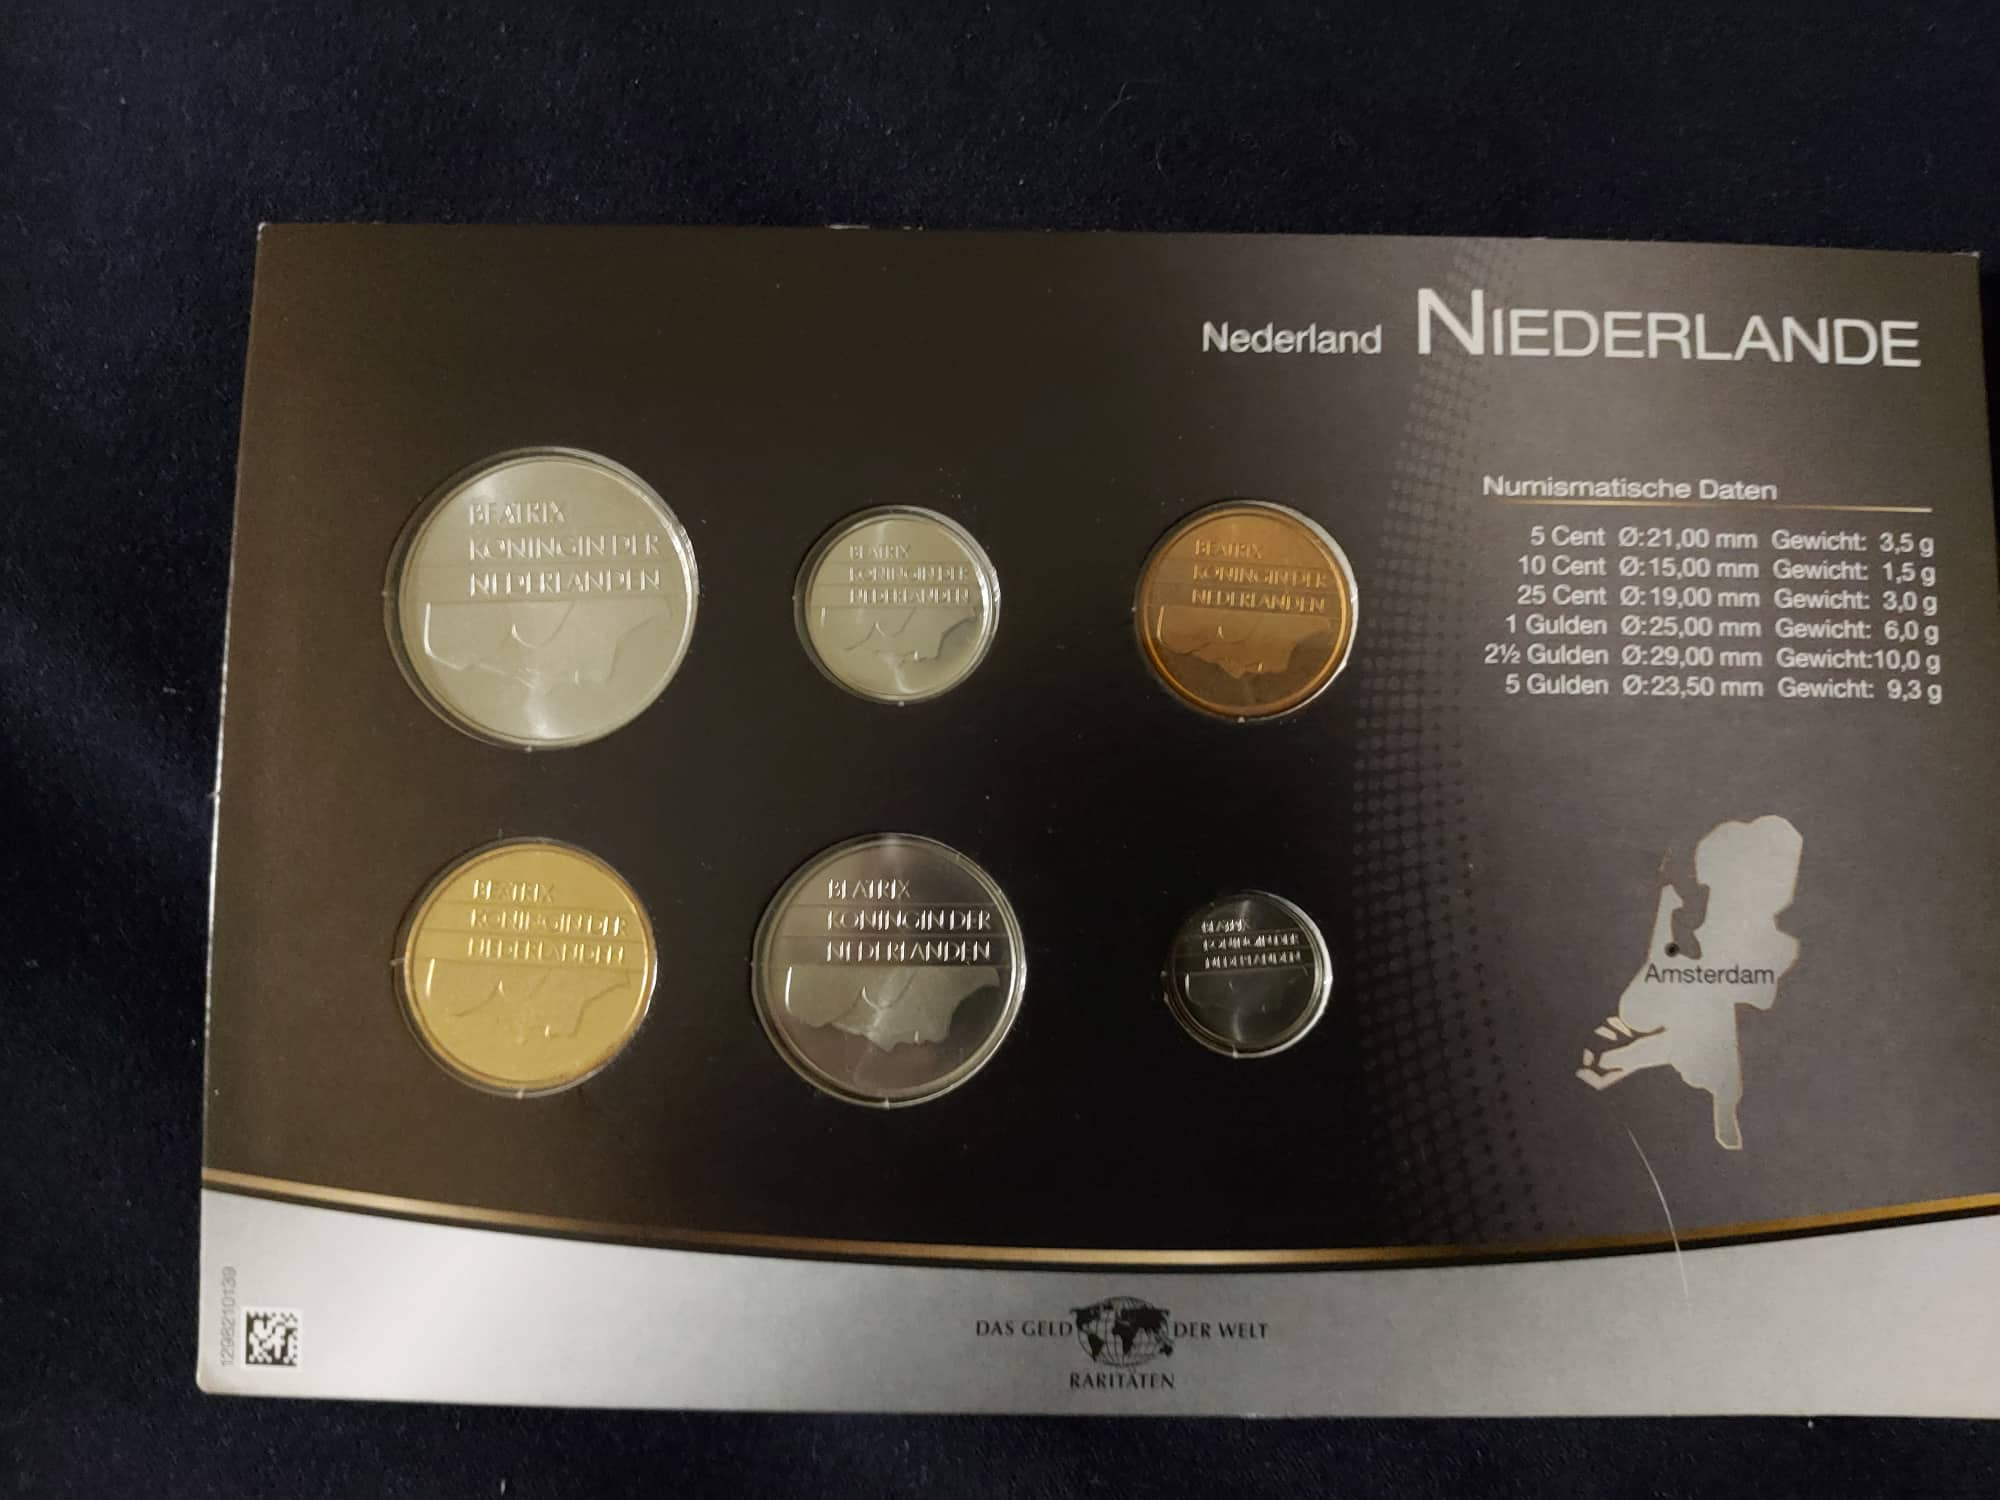 Nederland NIEDERLANDE
Numismatische Daten
5 Cent Ø:21,00 mm Gewicht: 3,5 g
10 Cent Ø:15,00 mm Gewicht: 1,5 g
25 Cent Ø:19,00 mm Gewicht: 3,0 g
1 Gulden Ø:25,00 mm Gewicht: 6,0 g
2½ Gulden Ø:29,00 mm Gewicht:10,0 g
5 Gulden Ø:23,50 mm Gewicht: 9,3 g
BEATRIX
KONINGIN DER
NEDERLANDEN
BEATRIX
KONINGIN DER
NEDERLANDEN
BEATRIX
KONINGIN DER
NEDERLANDEN
BEATRIX
KONINGIN DER
NEDERLANDEN
BEATRIX
KONINGIN DER
NEDERLANDEN
BEATRIX
KONINGIN DER
NEDERLANDEN
Amsterdam
1298210139
DAS GELD DER WELT
RARITÄTEN